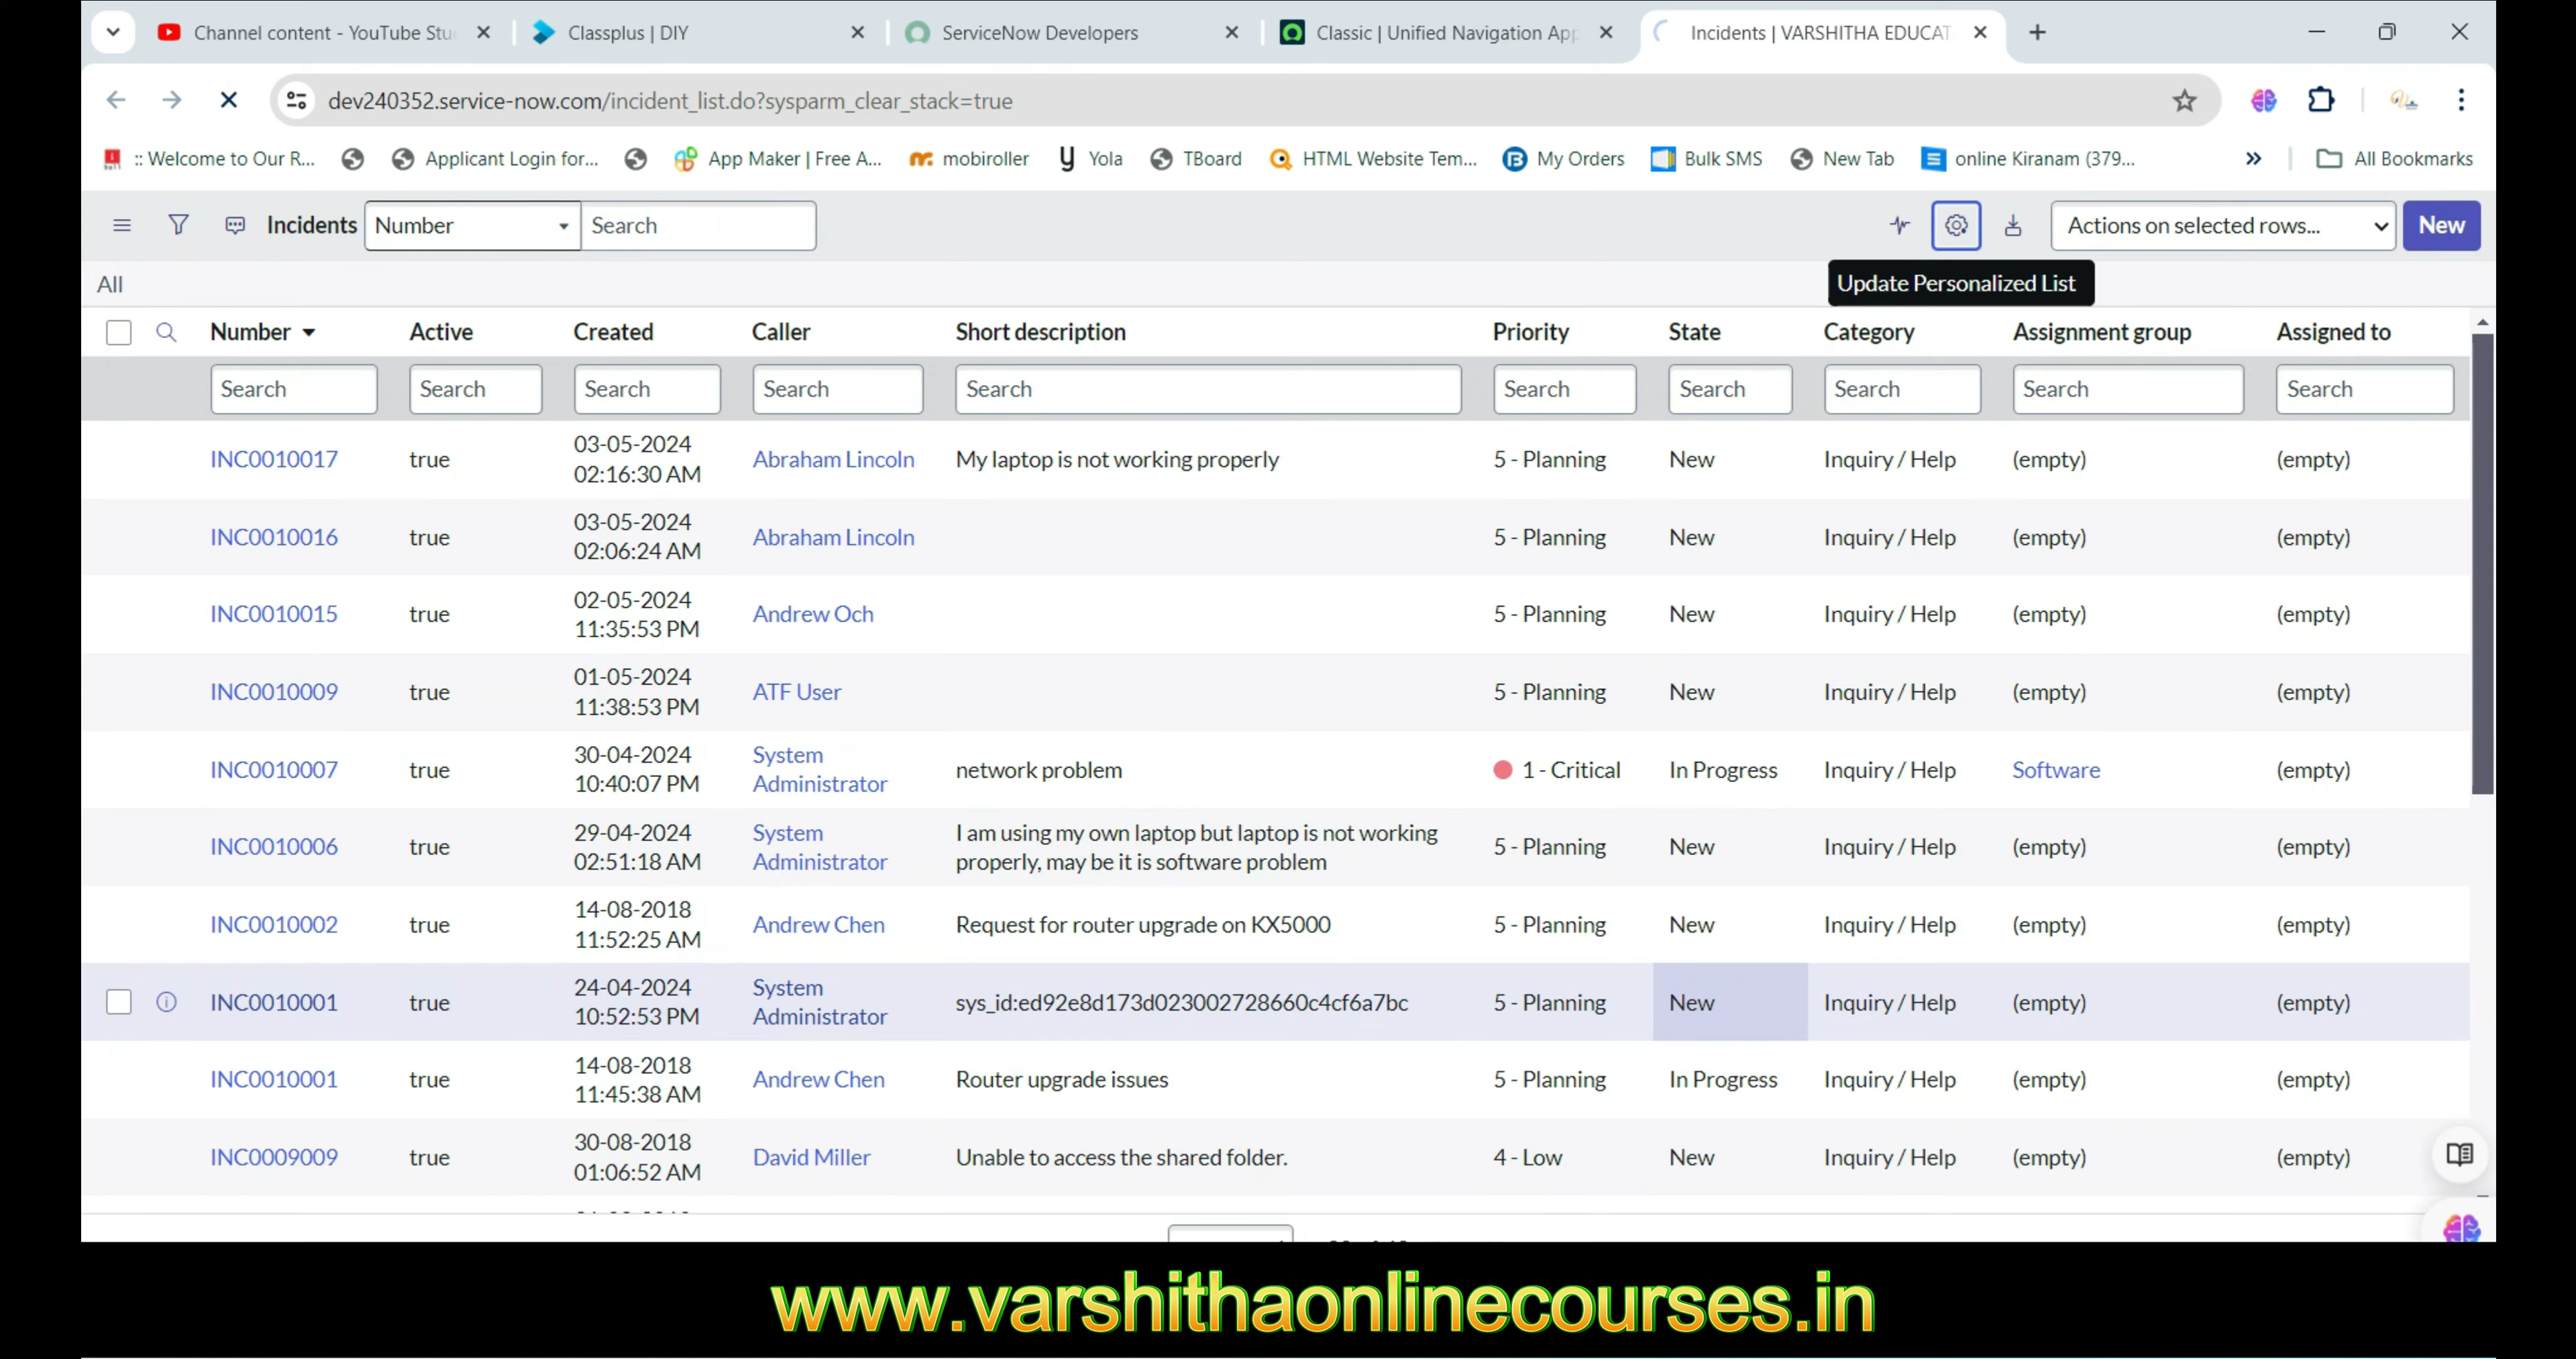 Channel content - YouTube Stu
Classplus | DIY
ServiceNow Developers
Classic | Unified Navigation App
Incidents | VARSHITHA EDUCAT
dev240352.service-now.com/incident_list.do?sysparm_clear_stack=true
:: Welcome to Our R...
Applicant Login for...
App Maker | Free A...
mobiroller
Yola
TBoard
HTML Website Tem...
My Orders
Bulk SMS
New Tab
online Kiranam (379...
All Bookmarks
Incidents Number Search Actions on selected rows... New
All
Update Personalized List
Number Active Created Caller Short description Priority State Category Assignment group Assigned to
Search Search Search Search Search Search Search Search Search Search
INC0010017 true 03-05-2024 02:16:30 AM Abraham Lincoln My laptop is not working properly 5 - Planning New Inquiry / Help (empty) (empty)
INC0010016 true 03-05-2024 02:06:24 AM Abraham Lincoln 5 - Planning New Inquiry / Help (empty) (empty)
INC0010015 true 02-05-2024 11:35:53 PM Andrew Och 5 - Planning New Inquiry / Help (empty) (empty)
INC0010009 true 01-05-2024 11:38:53 PM ATF User 5 - Planning New Inquiry / Help (empty) (empty)
INC0010007 true 30-04-2024 10:40:07 PM System Administrator network problem 1 - Critical In Progress Inquiry / Help Software (empty)
INC0010006 true 29-04-2024 02:51:18 AM System Administrator I am using my own laptop but laptop is not working properly, may be it is software problem 5 - Planning New Inquiry / Help (empty) (empty)
INC0010002 true 14-08-2018 11:52:25 AM Andrew Chen Request for router upgrade on KX5000 5 - Planning New Inquiry / Help (empty) (empty)
INC0010001 true 24-04-2024 10:52:53 PM System Administrator sys_id:ed92e8d173d023002728660c4cf6a7bc 5 - Planning New Inquiry / Help (empty) (empty)
INC0010001 true 14-08-2018 11:45:38 AM Andrew Chen Router upgrade issues 5 - Planning In Progress Inquiry / Help (empty) (empty)
INC0009009 true 30-08-2018 01:06:52 AM David Miller Unable to access the shared folder. 4 - Low New Inquiry / Help (empty) (empty)
www.varshithaonlinecourses.in